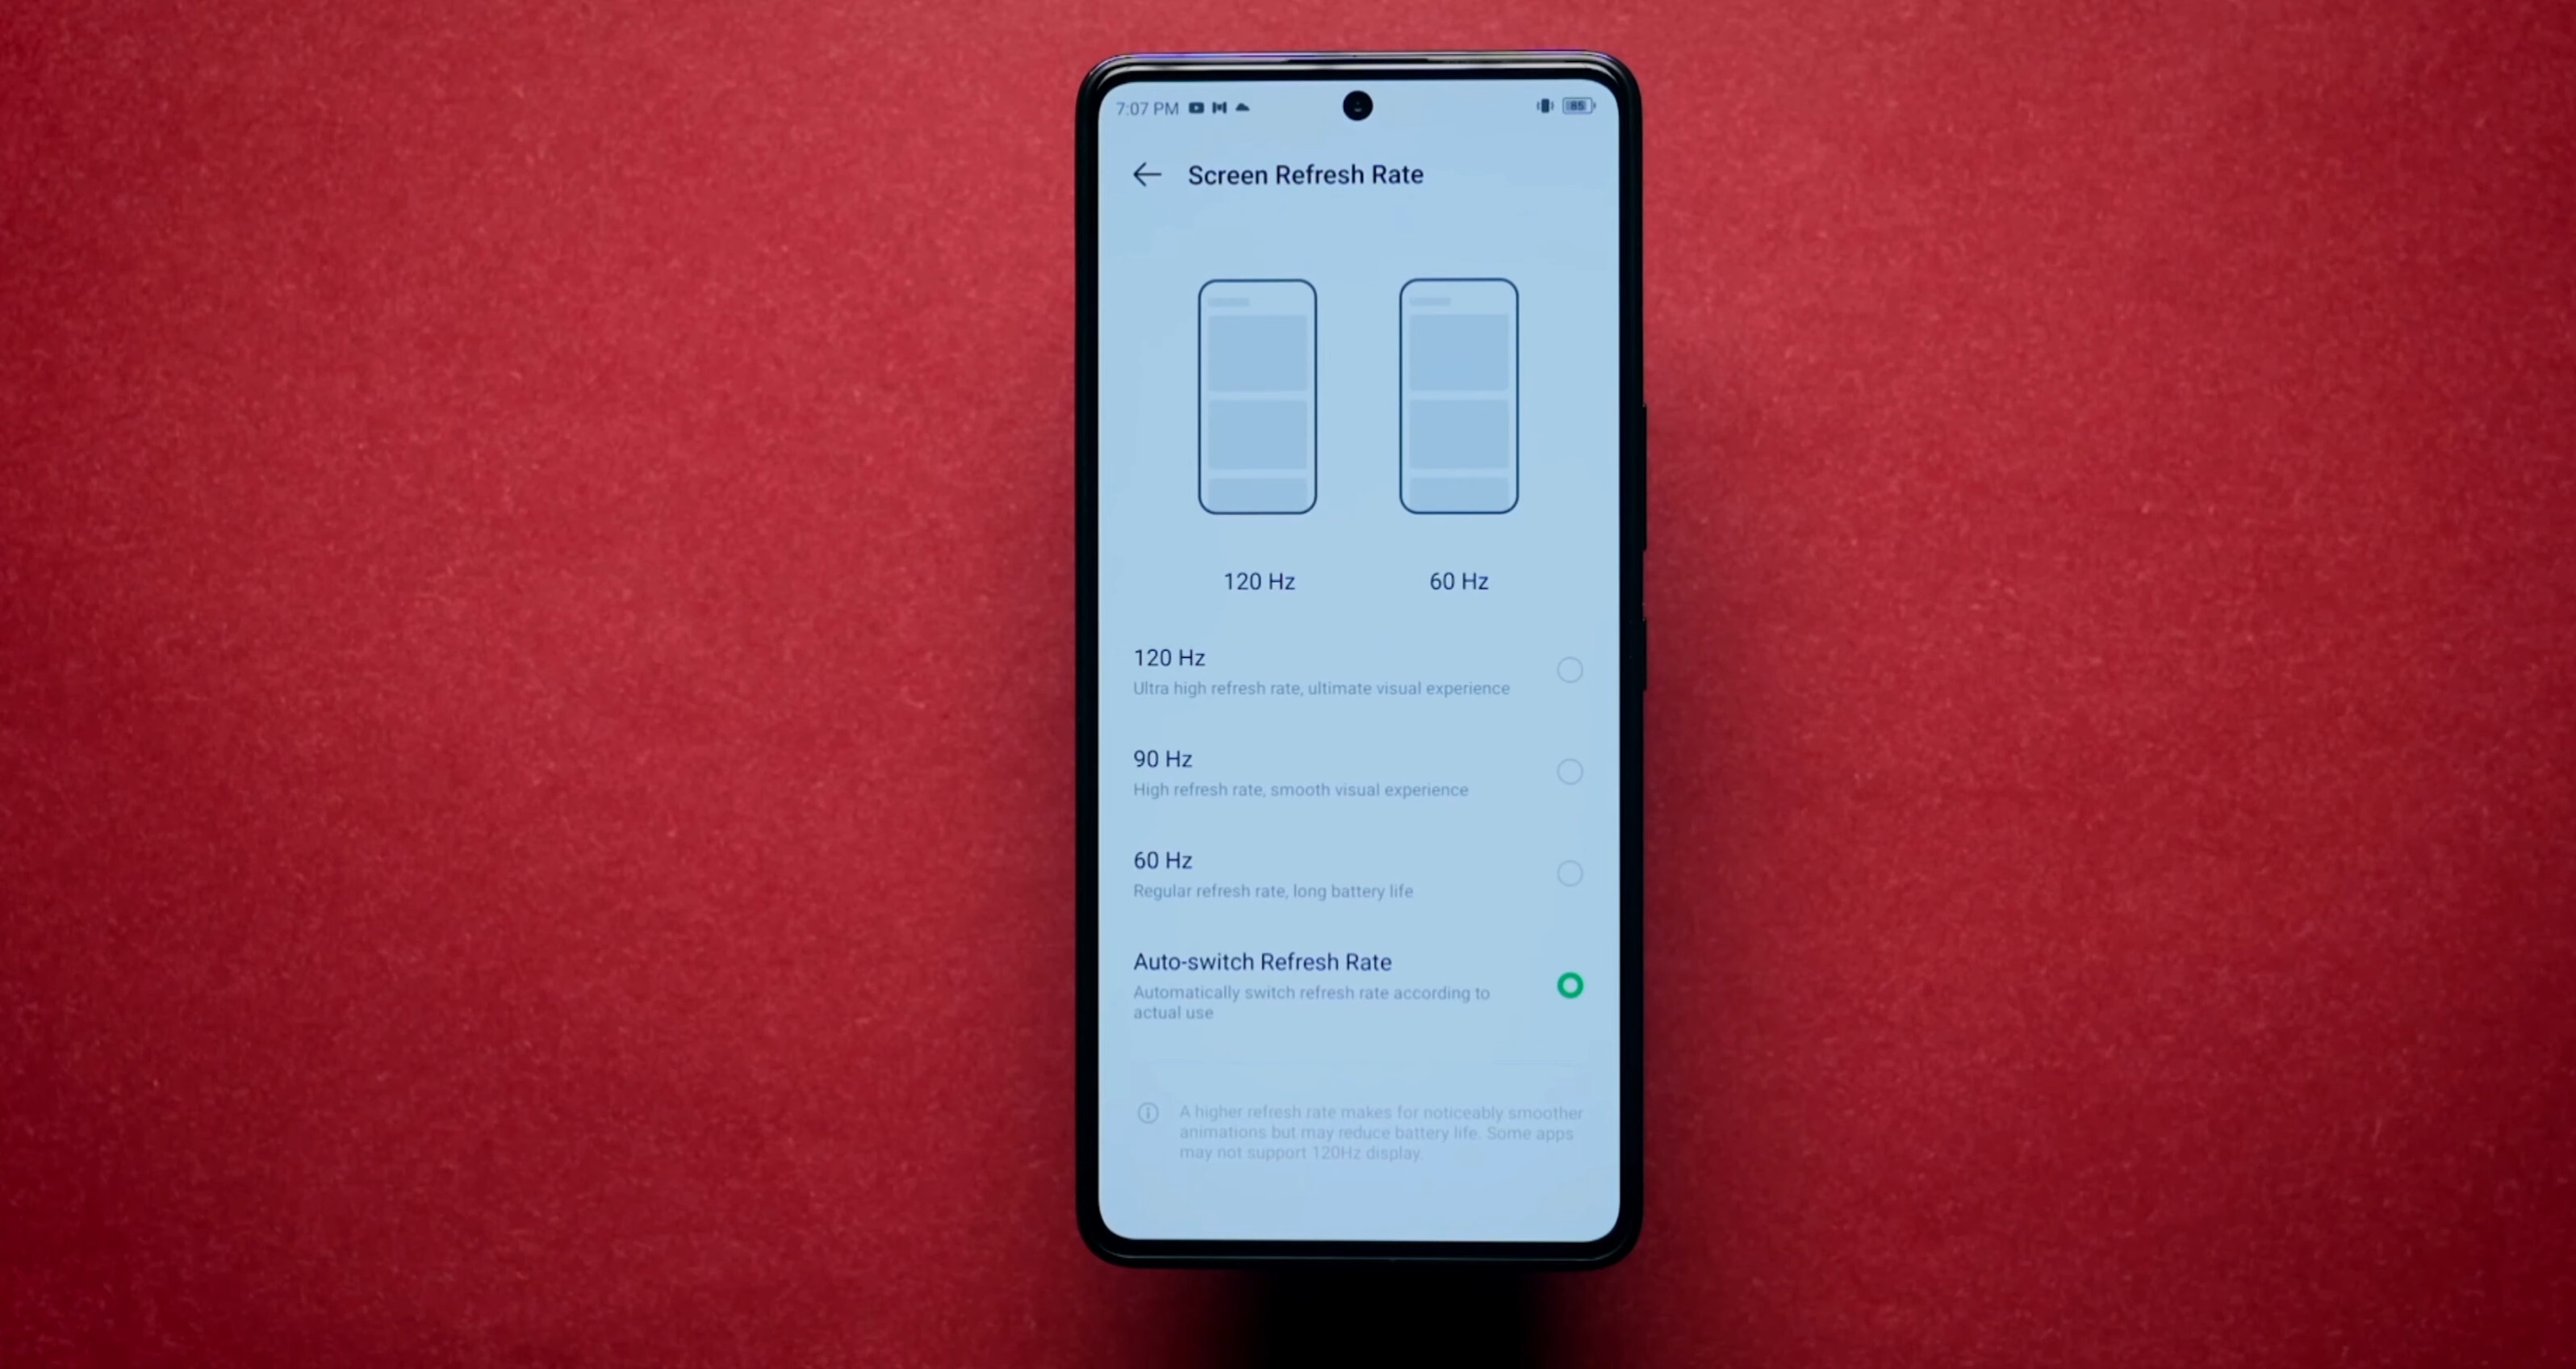 7:07 PM
85
Screen Refresh Rate
120 Hz
60 Hz
120 Hz
Ultra high refresh rate, ultimate visual experience
90 Hz
High refresh rate, smooth visual experience
60 Hz
Regular refresh rate, long battery life
Auto-switch Refresh Rate
Automatically switch refresh rate according to
actual use
A higher refresh rate makes for noticeably smoother
animations but may reduce battery life. Some apps
may not support 120Hz display.